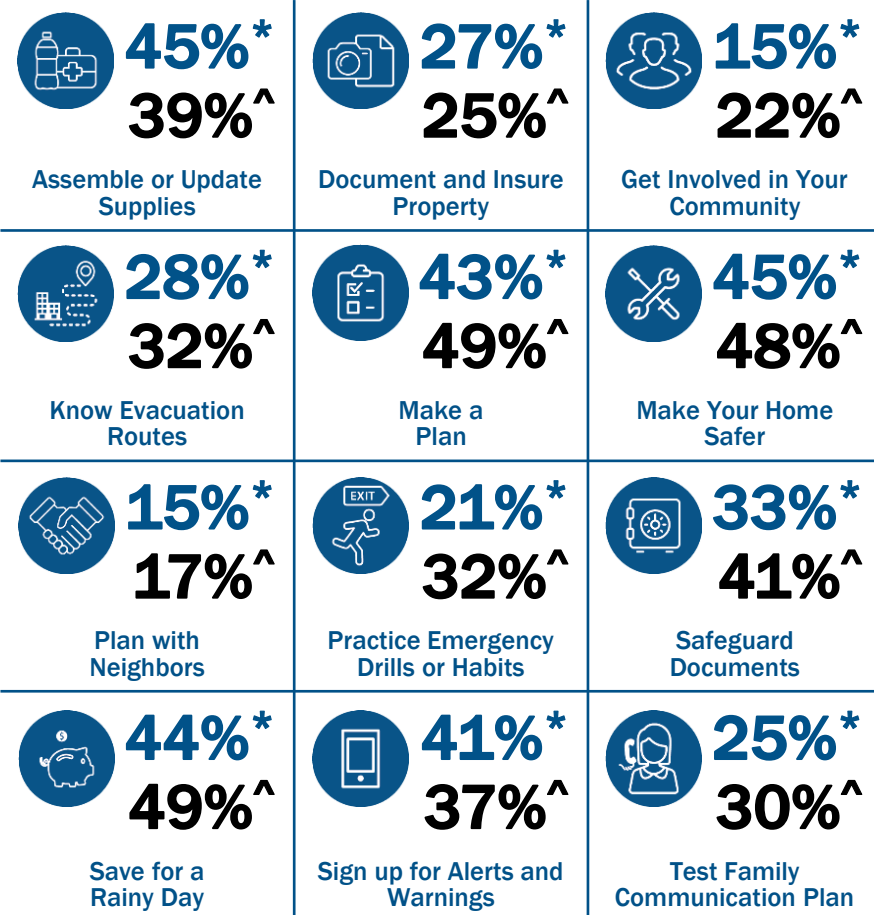 45%*
39%^
Assemble or Update
Supplies
27%*
25%^
Document and Insure
Property
15%*
22%^
Get Involved in Your
Community
28%*
32%^
Know Evacuation
Routes
43%*
49%^
Make a
Plan
45%*
48%^
Make Your Home
Safer
15%*
17%^
Plan with
Neighbors
EXIT
21%*
32%^
Practice Emergency
Drills or Habits
33%*
41%^
Safeguard
Documents
$
44%*
49%^
Save for a
Rainy Day
41%*
37%^
Sign up for Alerts and
Warnings
25%*
30%^
Test Family
Communication Plan